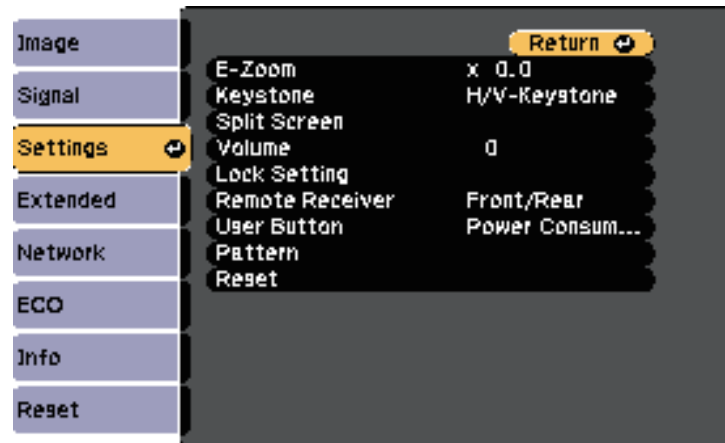 Image
Signal
Settings
Extended
Network
ECO
Info
Reset
Return
E-Zoom x 0.0
Keystone H/V-Keystone
Split Screen
Volume 0
Lock Setting
Remote Receiver Front/Rear
User Button Power Consum...
Pattern
Reset